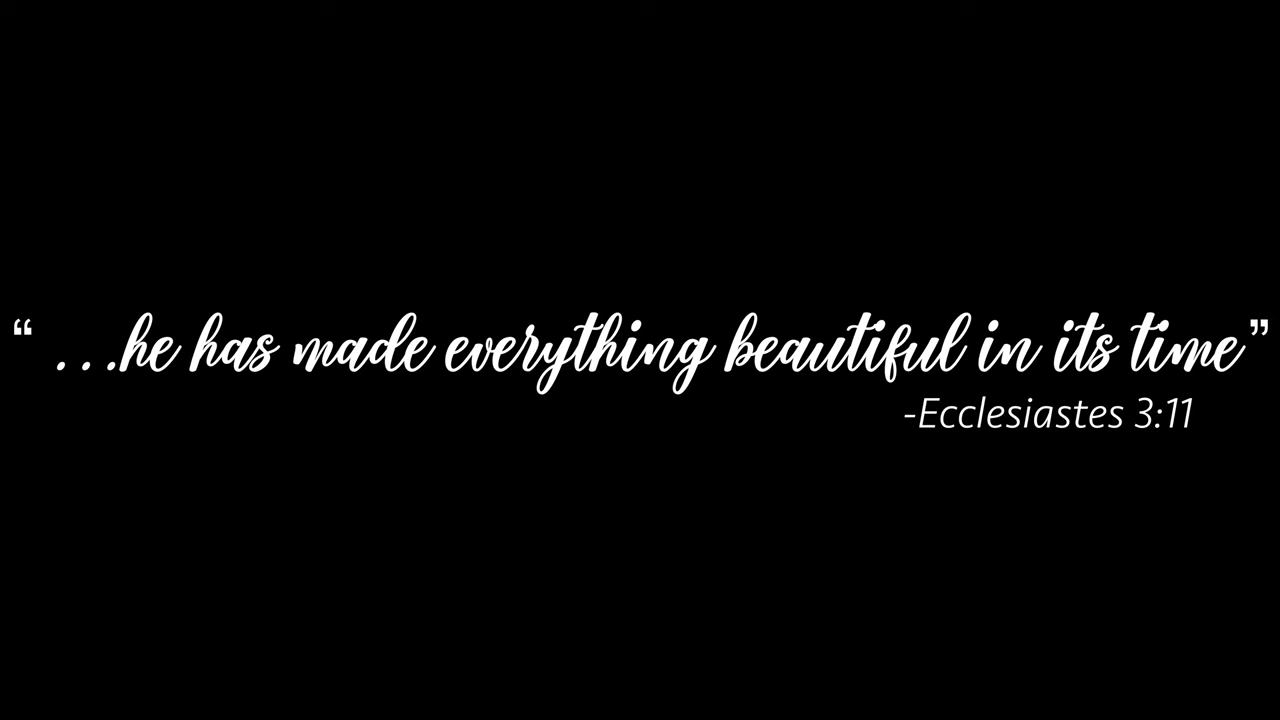 “ ...he has made everything beautiful in its time”
-Ecclesiastes 3:11